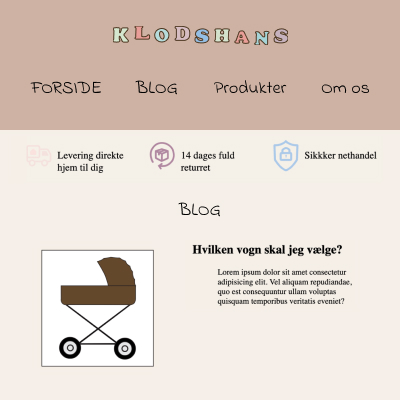 KLODSHANS
FORSIDE BLOG Produkter Om os
Levering direkte
hjem til dig
14 dages fuld
returret
Sikkker nethandel
BLOG
Hvilken vogn skal jeg vælge?
Lorem ipsum dolor sit amet consectetur
adipisicing elit. Vel aliquam repudiandae,
quo est consequuntur ullam voluptas
quisquam temporibus veritatis eveniet?